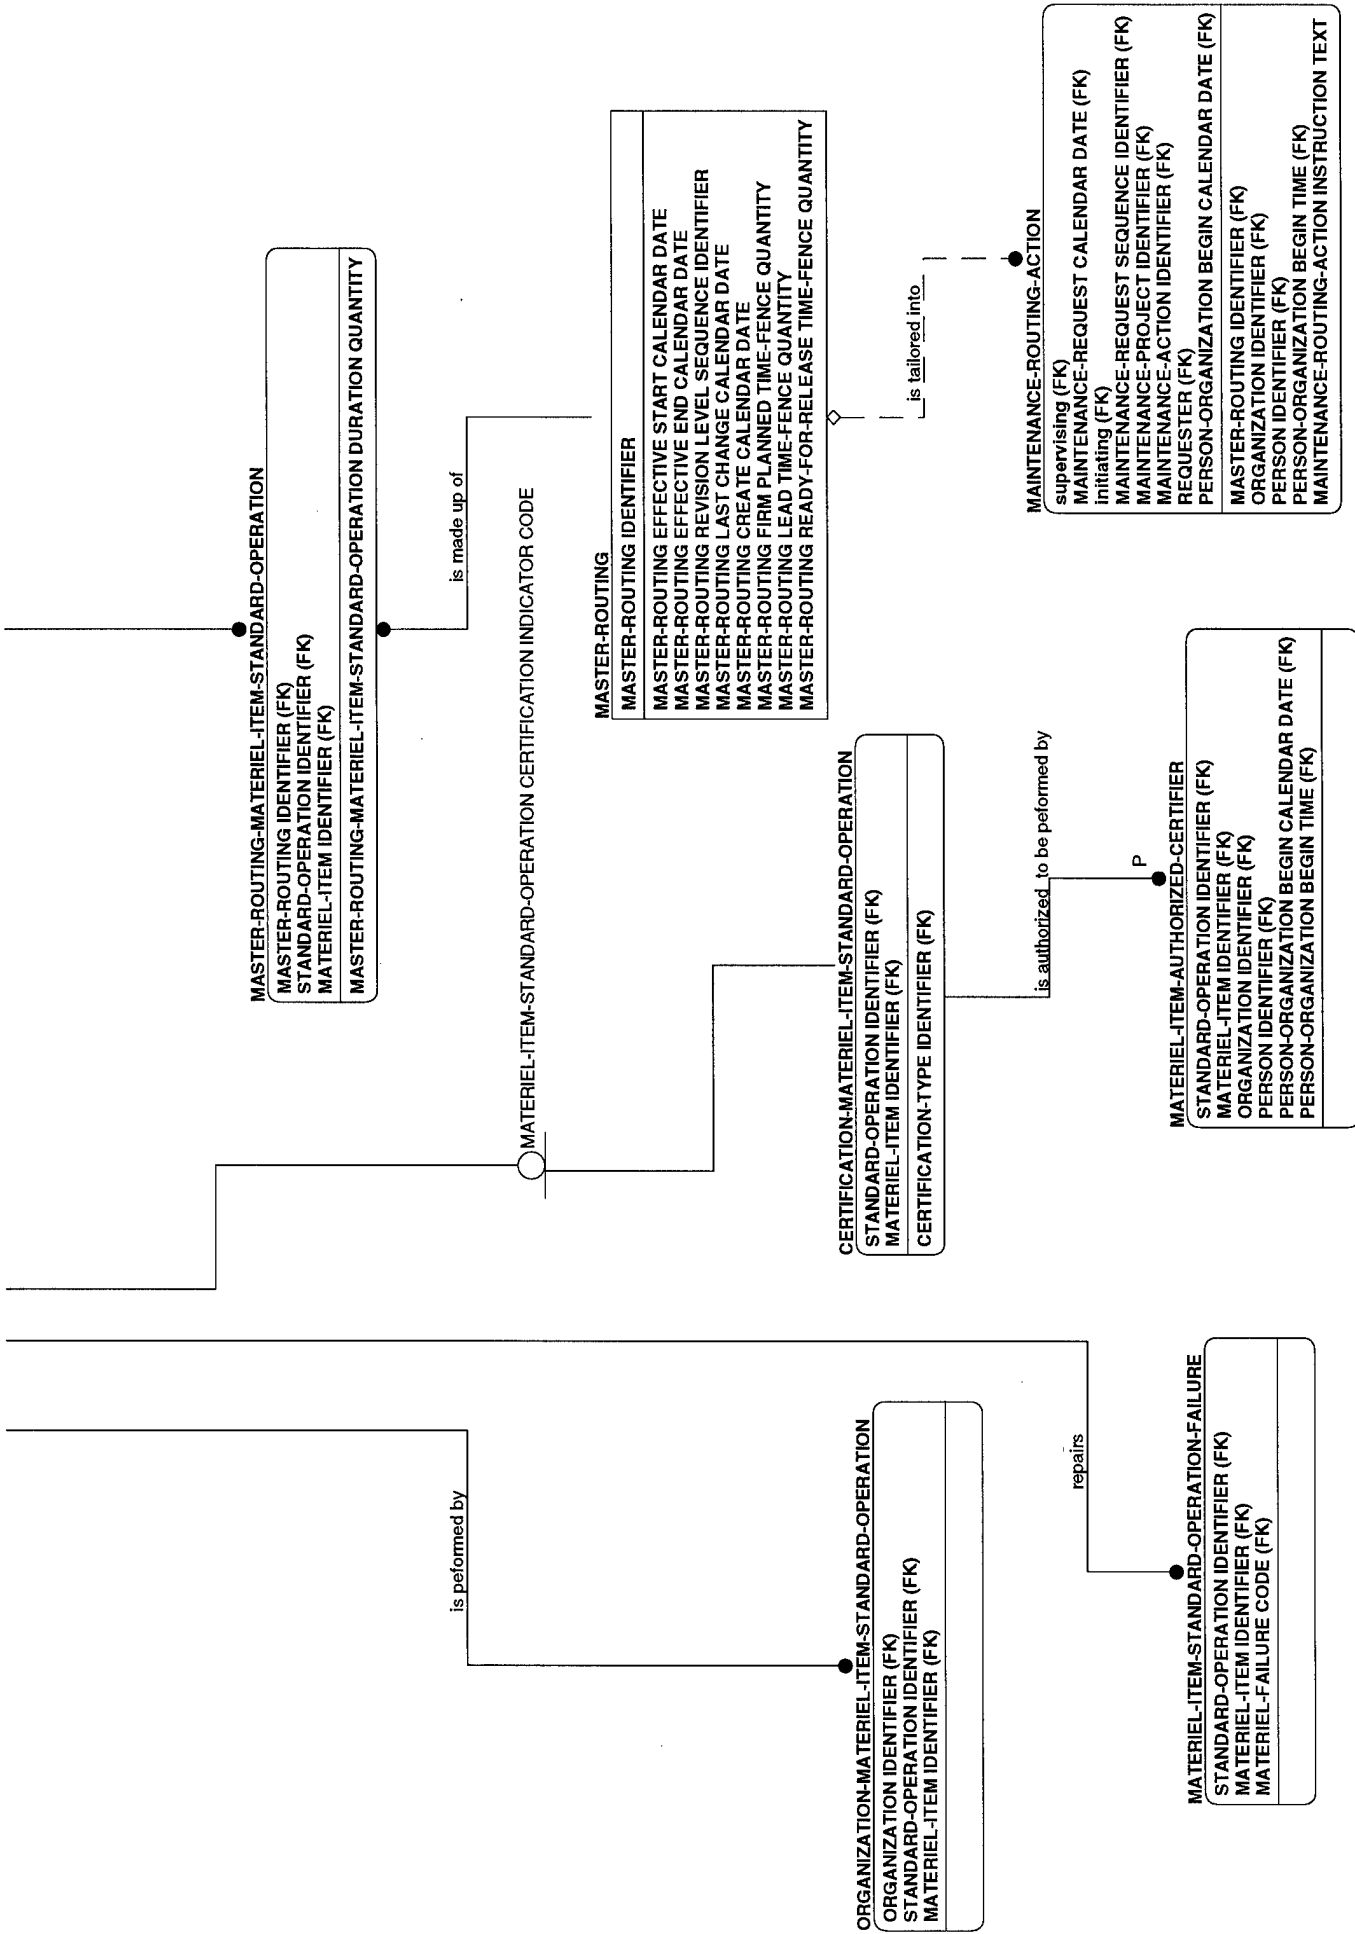 MASTER-ROUTING-MATERIEL-ITEM-STANDARD-OPERATION
MASTER-ROUTING IDENTIFIER (FK)
STANDARD-OPERATION IDENTIFIER (FK)
MATERIEL-ITEM IDENTIFIER (FK)
MASTER-ROUTING-MATERIEL-ITEM-STANDARD-OPERATION DURATION QUANTITY
is made up of
is peformed by
MATERIEL-ITEM-STANDARD-OPERATION CERTIFICATION INDICATOR CODE
MASTER-ROUTING
MASTER-ROUTING IDENTIFIER
MASTER-ROUTING EFFECTIVE START CALENDAR DATE
MASTER-ROUTING EFFECTIVE END CALENDAR DATE
MASTER-ROUTING REVISION LEVEL SEQUENCE IDENTIFIER
MASTER-ROUTING LAST CHANGE CALENDAR DATE
MASTER-ROUTING CREATE CALENDAR DATE
MASTER-ROUTING FIRM PLANNED TIME-FENCE QUANTITY
MASTER-ROUTING LEAD TIME-FENCE QUANTITY
MASTER-ROUTING READY-FOR-RELEASE TIME-FENCE QUANTITY
is tailored into
ORGANIZATION-MATERIEL-ITEM-STANDARD-OPERATION
ORGANIZATION IDENTIFIER (FK)
STANDARD-OPERATION IDENTIFIER (FK)
MATERIEL-ITEM IDENTIFIER (FK)
CERTIFICATION-MATERIEL-ITEM-STANDARD-OPERATION
STANDARD-OPERATION IDENTIFIER (FK)
MATERIEL-ITEM IDENTIFIER (FK)
CERTIFICATION-TYPE IDENTIFIER (FK)
is authorized to be peformed by
P
repairs
MAINTENANCE-ROUTING-ACTION
supervising (FK)
MAINTENANCE-REQUEST CALENDAR DATE (FK)
initiating (FK)
MAINTENANCE-REQUEST SEQUENCE IDENTIFIER (FK)
MAINTENANCE-PROJECT IDENTIFIER (FK)
MAINTENANCE-ACTION IDENTIFIER (FK)
REQUESTER (FK)
PERSON-ORGANIZATION BEGIN CALENDAR DATE (FK)
MASTER-ROUTING IDENTIFIER (FK)
ORGANIZATION IDENTIFIER (FK)
PERSON IDENTIFIER (FK)
PERSON-ORGANIZATION BEGIN TIME (FK)
MAINTENANCE-ROUTING-ACTION INSTRUCTION TEXT
MATERIEL-ITEM-AUTHORIZED-CERTIFIER
STANDARD-OPERATION IDENTIFIER (FK)
MATERIEL-ITEM IDENTIFIER (FK)
ORGANIZATION IDENTIFIER (FK)
PERSON IDENTIFIER (FK)
PERSON-ORGANIZATION BEGIN CALENDAR DATE (FK)
PERSON-ORGANIZATION BEGIN TIME (FK)
MATERIEL-ITEM-STANDARD-OPERATION-FAILURE
STANDARD-OPERATION IDENTIFIER (FK)
MATERIEL-ITEM IDENTIFIER (FK)
MATERIEL-FAILURE CODE (FK)